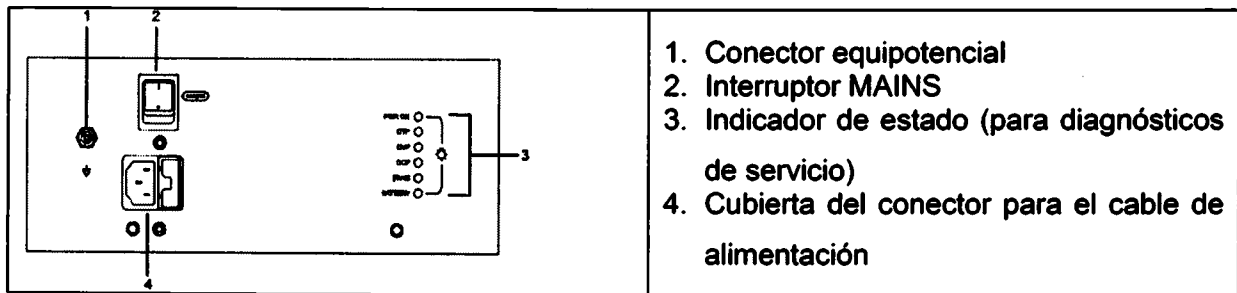 1 2
3
4
1. Conector equipotencial
2. Interruptor MAINS
3. Indicador de estado (para diagnósticos
de servicio)
4. Cubierta del conector para el cable de
alimentación